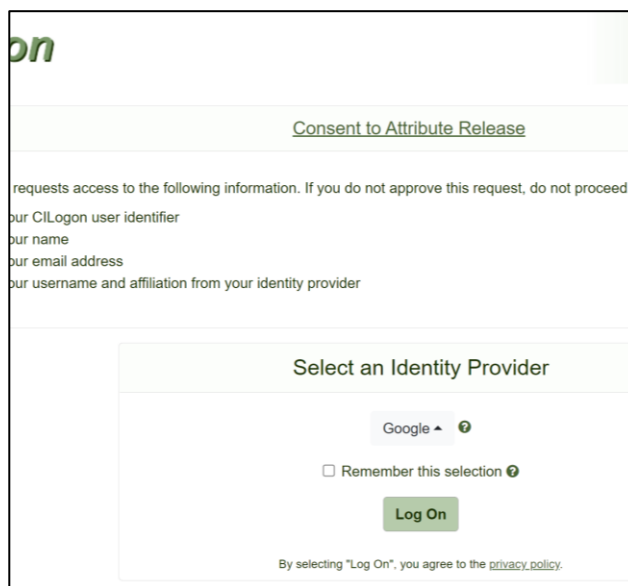 on
Consent to Attribute Release
requests access to the following information. If you do not approve this request, do not proceed
our CILogon user identifier
our name
our email address
our username and affiliation from your identity provider
Select an Identity Provider
Google
Remember this selection
Log On
By selecting "Log On", you agree to the privacy policy.